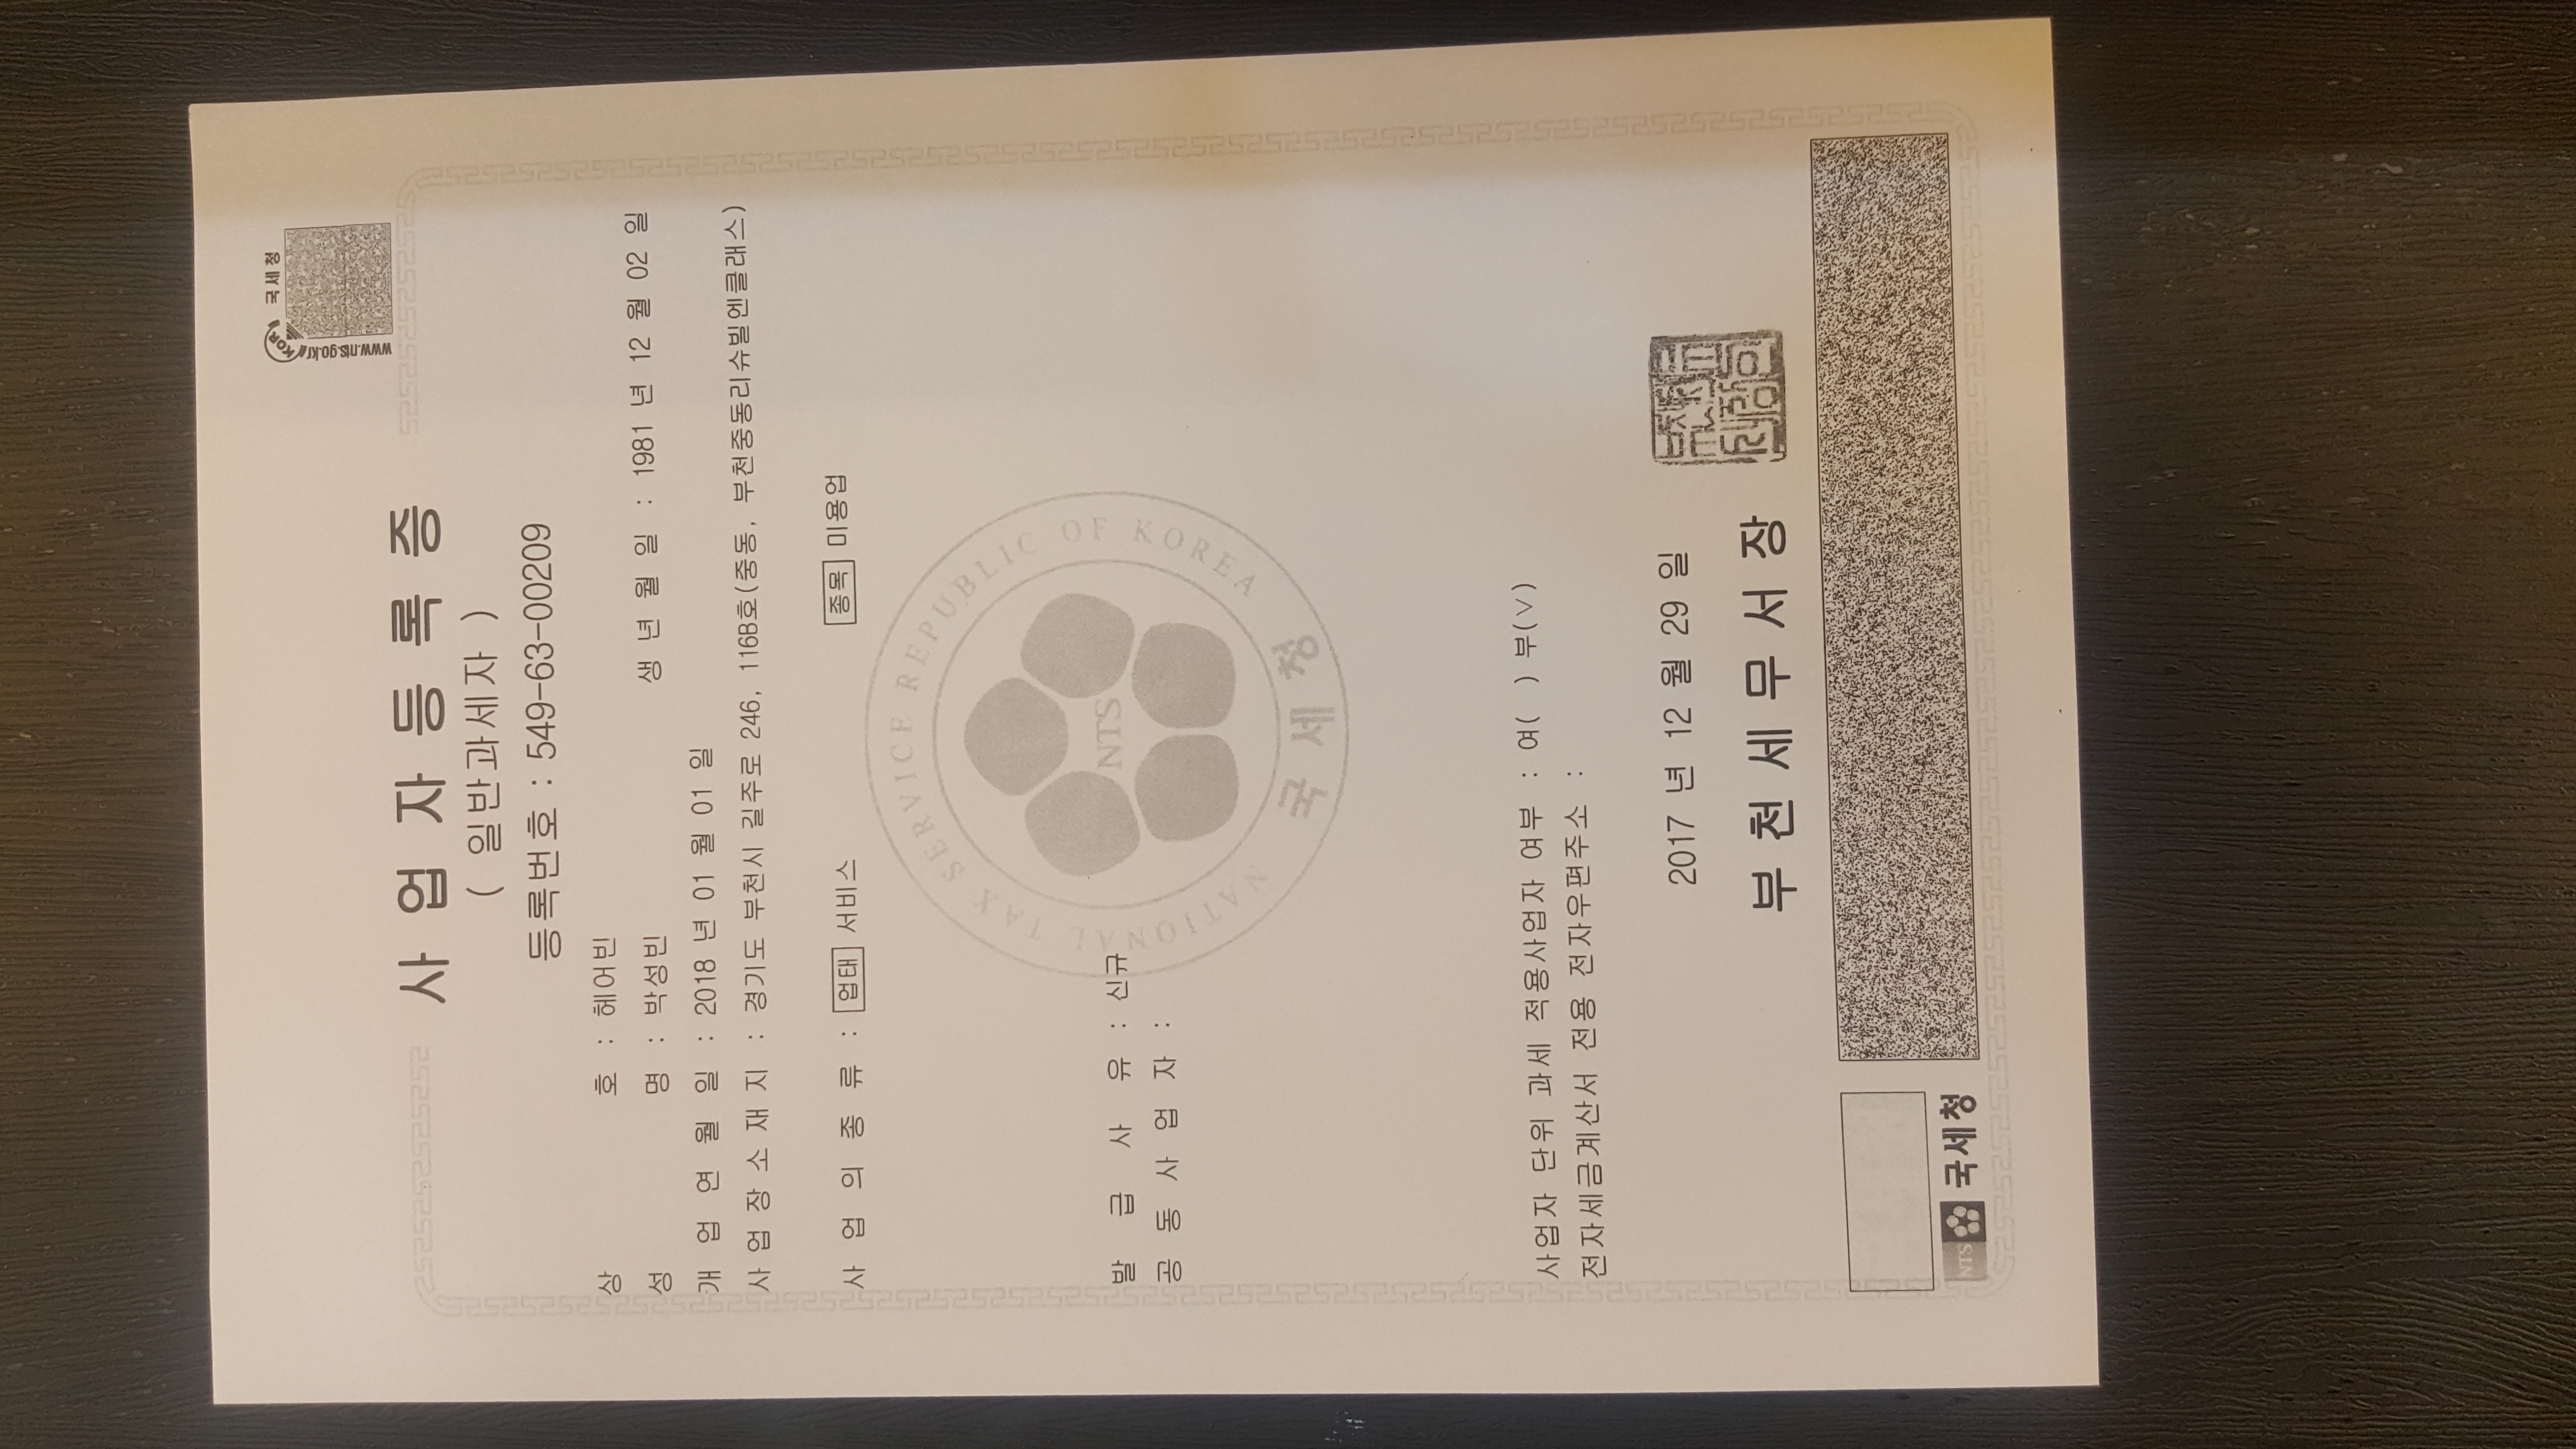 국세청
KOR
www.nts.go.kr
사 업 자 등 록 증
( 일반과세자 )
등록번호 : 549-63-00209
상 호 : 헤어빈
성 명 : 박성빈 생 년 월 일 : 1981 년 12 월 02 일
개 업 연 월 일 : 2018 년 01 월 01 일
사 업 장 소 재 지 : 경기도 부천시 길주로 246, 116B호(중동, 부천중동리슈빌엔클래스)
사 업 의 종 류 : 업태 서비스 종목 미용업
NATIONAL TAX SERVICE REPUBLIC OF KOREA
NTS
국세청
발 급 사 유 : 신규
공 동 사 업 자 :
사업자 단위 과세 적용사업자 여부 : 여( ) 부(∨)
전자세금계산서 전용 전자우편주소 :
2017 년 12 월 29 일
부 천 세 무 서 장
NTS 국세청